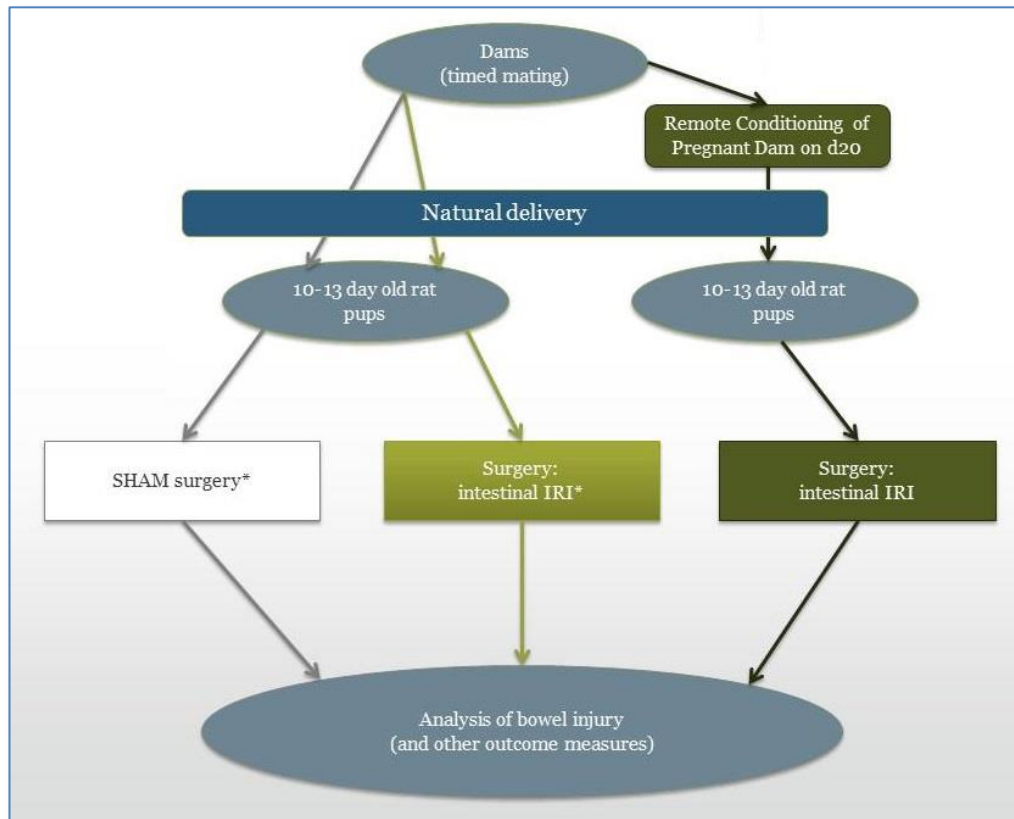 Dams
(timed mating)
Remote Conditioning of
Pregnant Dam on d20
Natural delivery
10-13 day old rat
pups
10-13 day old rat
pups
SHAM surgery*
Surgery:
intestinal IRI*
Surgery:
intestinal IRI
Analysis of bowel injury
(and other outcome measures)